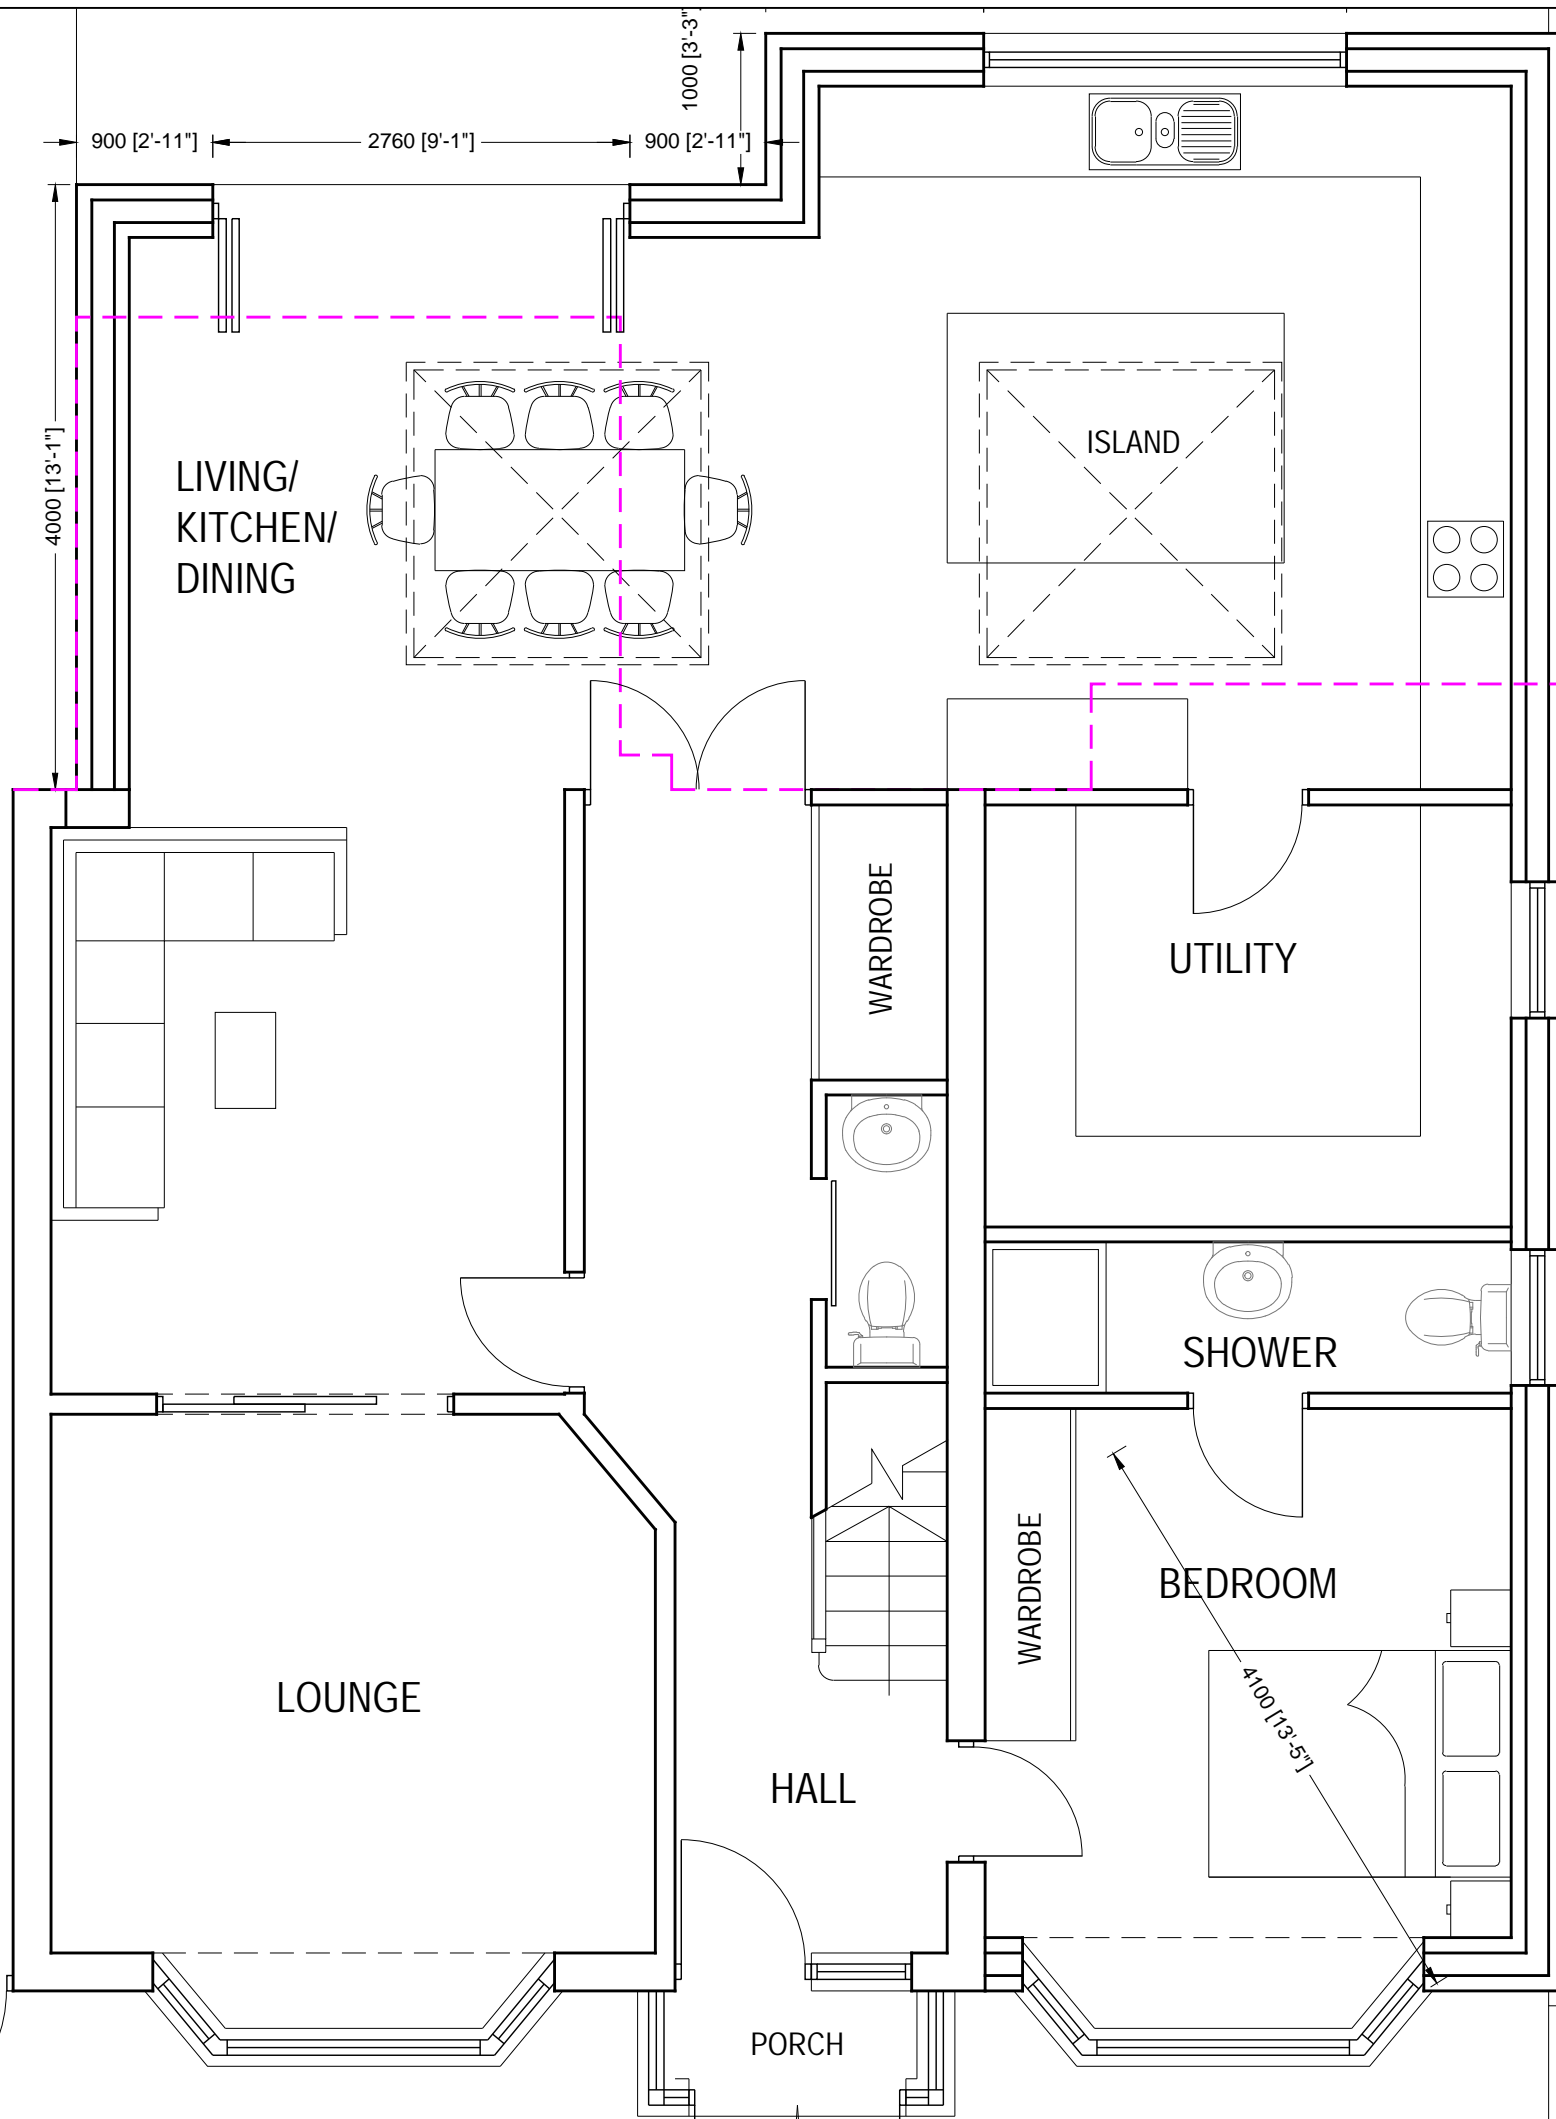 1000 [3'-3"]
900 [2'-11"]
2760 [9'-1"]
900 [2'-11"]
4000 [13'-1"]
LIVING/
KITCHEN/
DINING
ISLAND
WARDROBE
UTILITY
SHOWER
WARDROBE
BEDROOM
4100 [13'-5"]
LOUNGE
HALL
PORCH